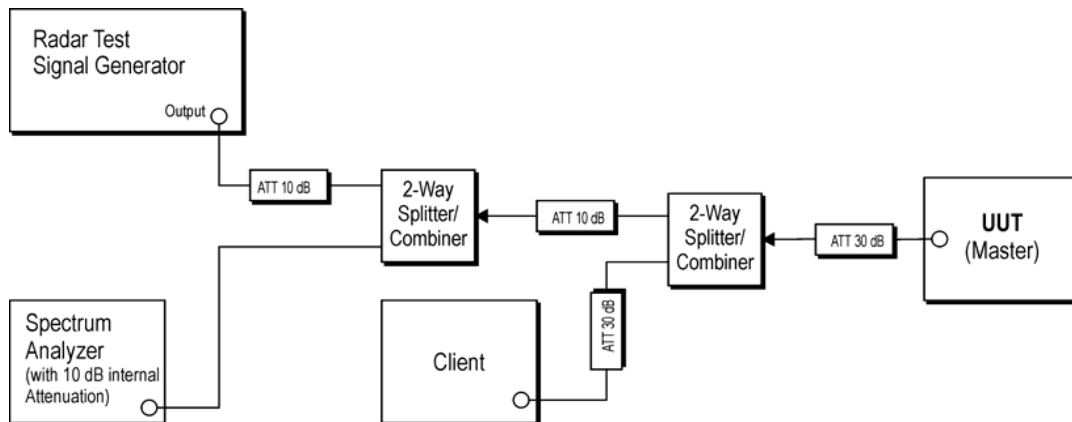 Radar Test
Signal Generator
Output
ATT 10 dB
2-Way
Splitter/
Combiner
ATT 10 dB
2-Way
Splitter/
Combiner
ATT 30 dB
UUT
(Master)
Spectrum
Analyzer
(with 10 dB internal
Attenuation)
Client
ATT 30 dB